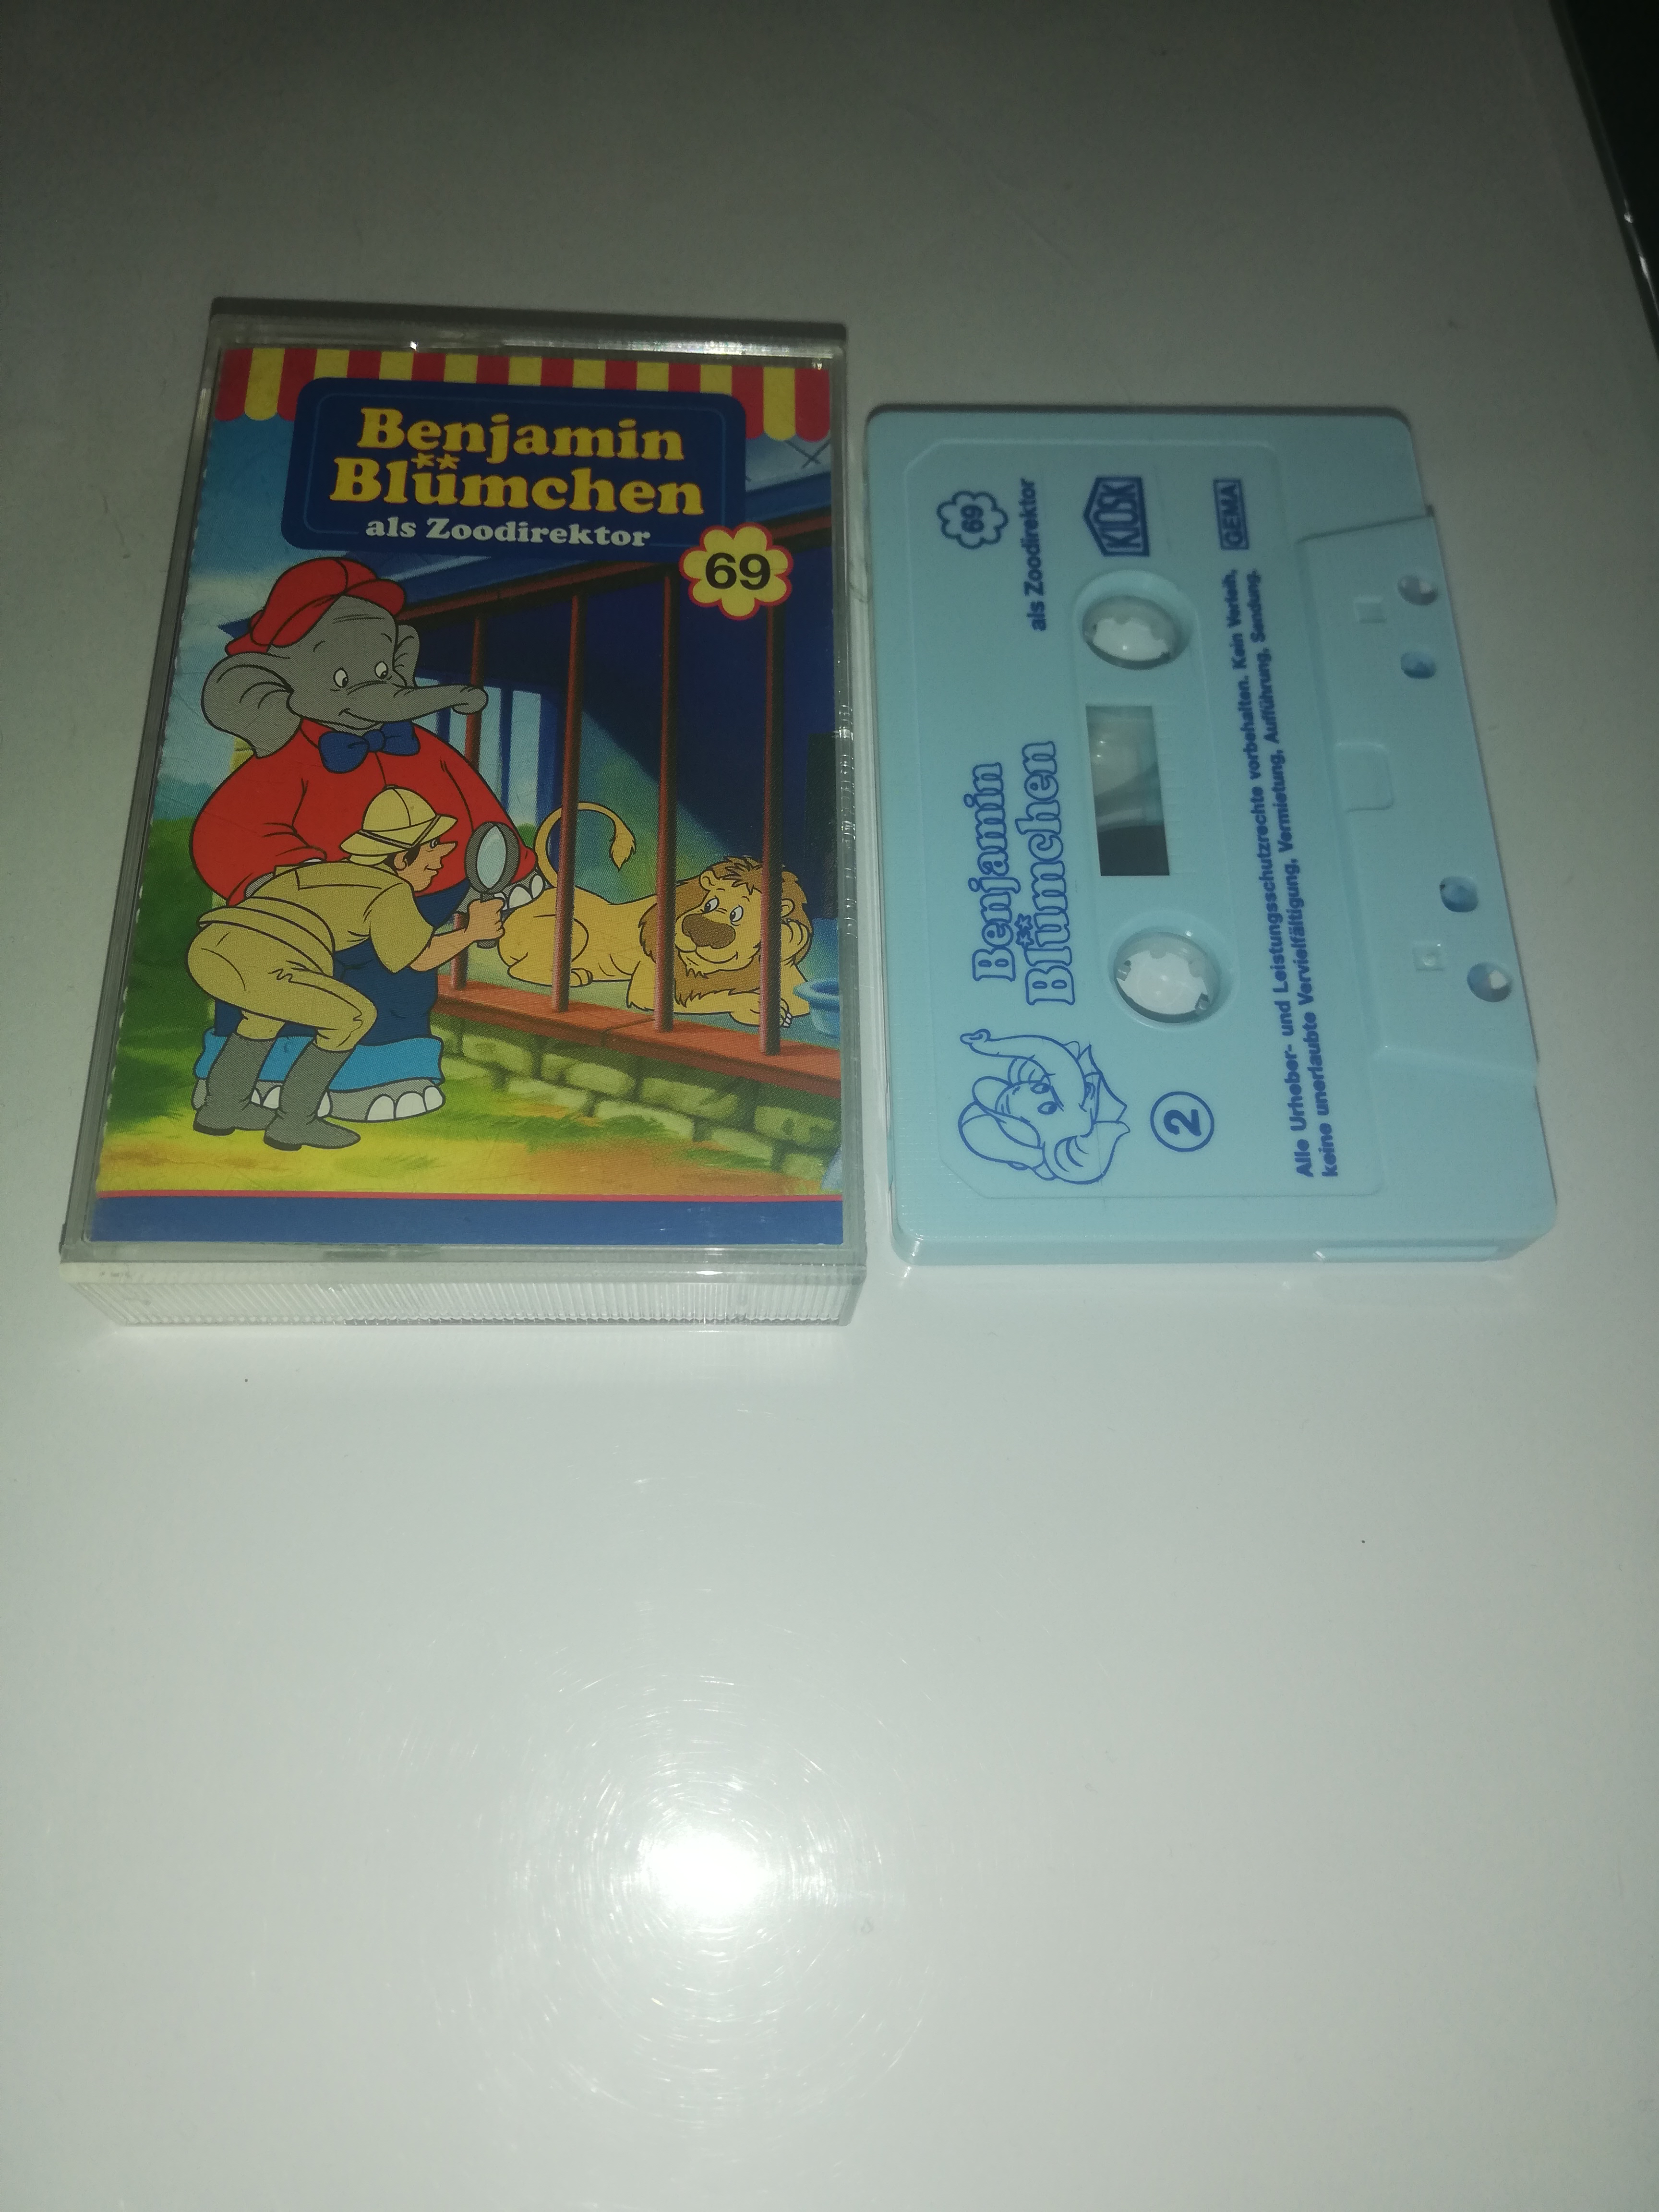 Benjamin
Blümchen
als Zoodirektor
69
Benjamin
Blümchen
69
als Zoodirektor
KIOSK
2
GEMA
Alle Urheber- und Leistungsschutzrechte vorbehalten. Kein Verleih,
keine unerlaubte Vervielfältigung, Vermietung, Aufführung, Sendung.